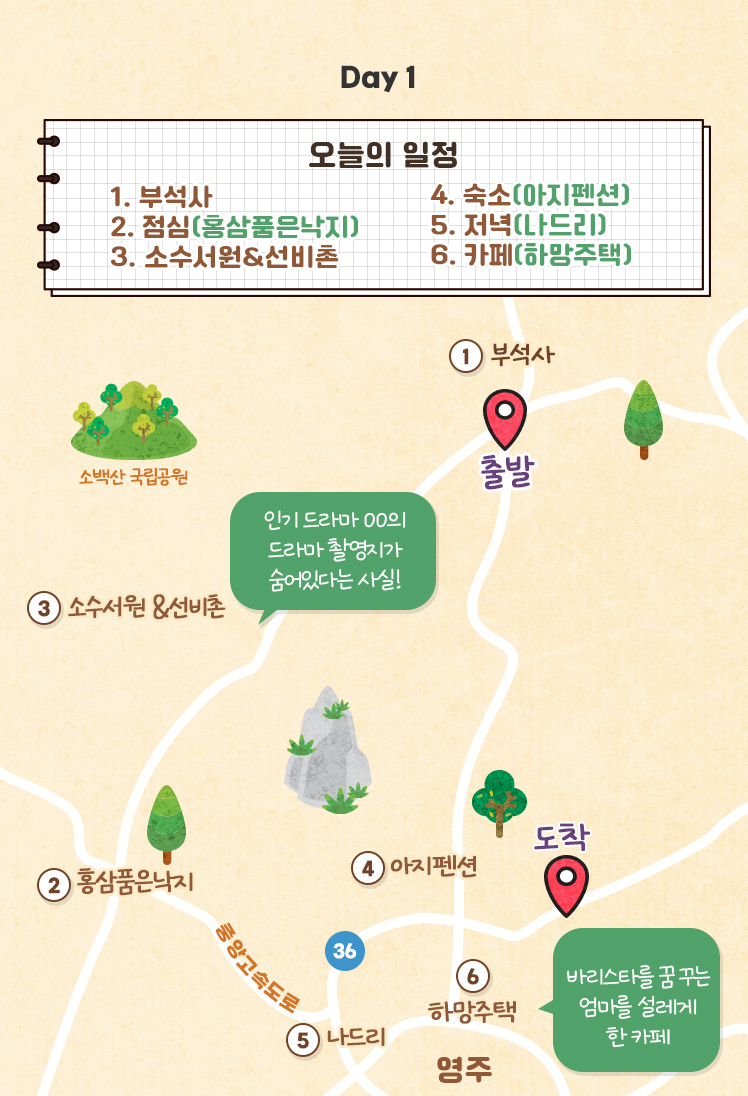 Day 1
오늘의 일정
1. 부석사
2. 점심(홍삼품은낙지)
3. 소수서원&선비촌
4. 숙소(아지펜션)
5. 저녁(나드리)
6. 카페(하망주택)
1 부석사
출발
소백산 국립공원
인기 드라마 OO의
드라마 촬영지가
숨어있다는 사실!
3 소수서원 &선비촌
도착
4 아지펜션
2 홍삼품은낙지
중앙고속도로
36
6
하망주택
바리스타를 꿈 꾸는
엄마를 설레게
한 카페
5 나드리
영주